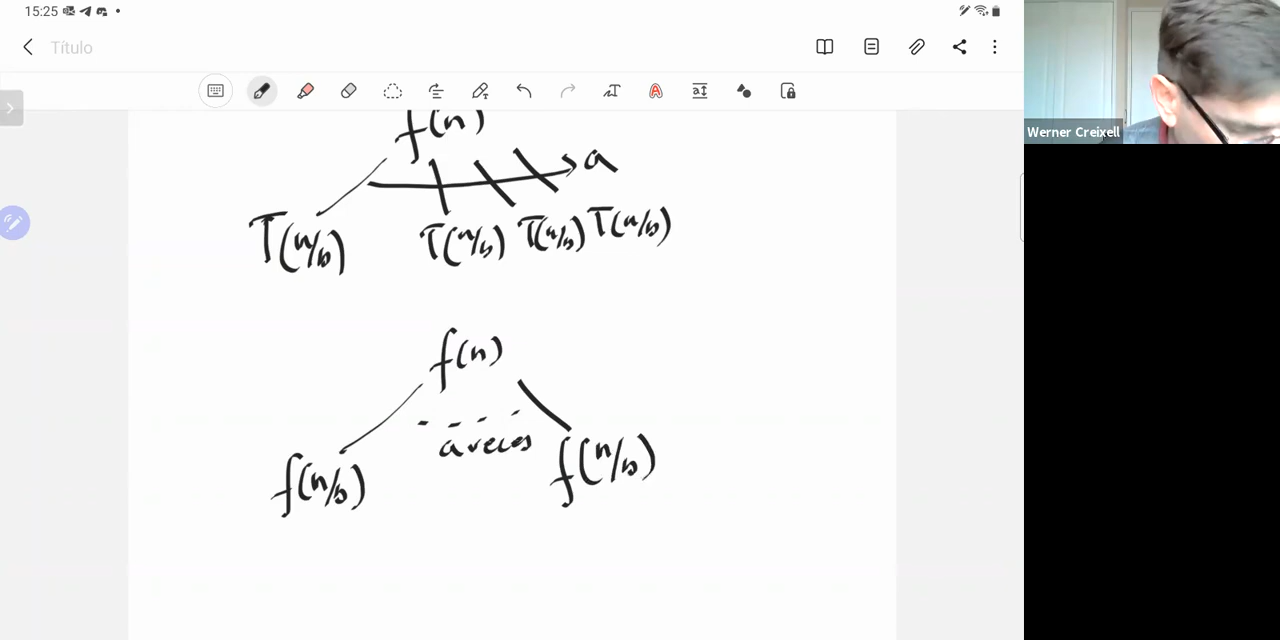 15:25
Título
Werner Creixell
f(n)
a
T(n/b) T(n/b) T(n/b) T(n/b)
f(n)
a veces
f(n/b) f(n/b)